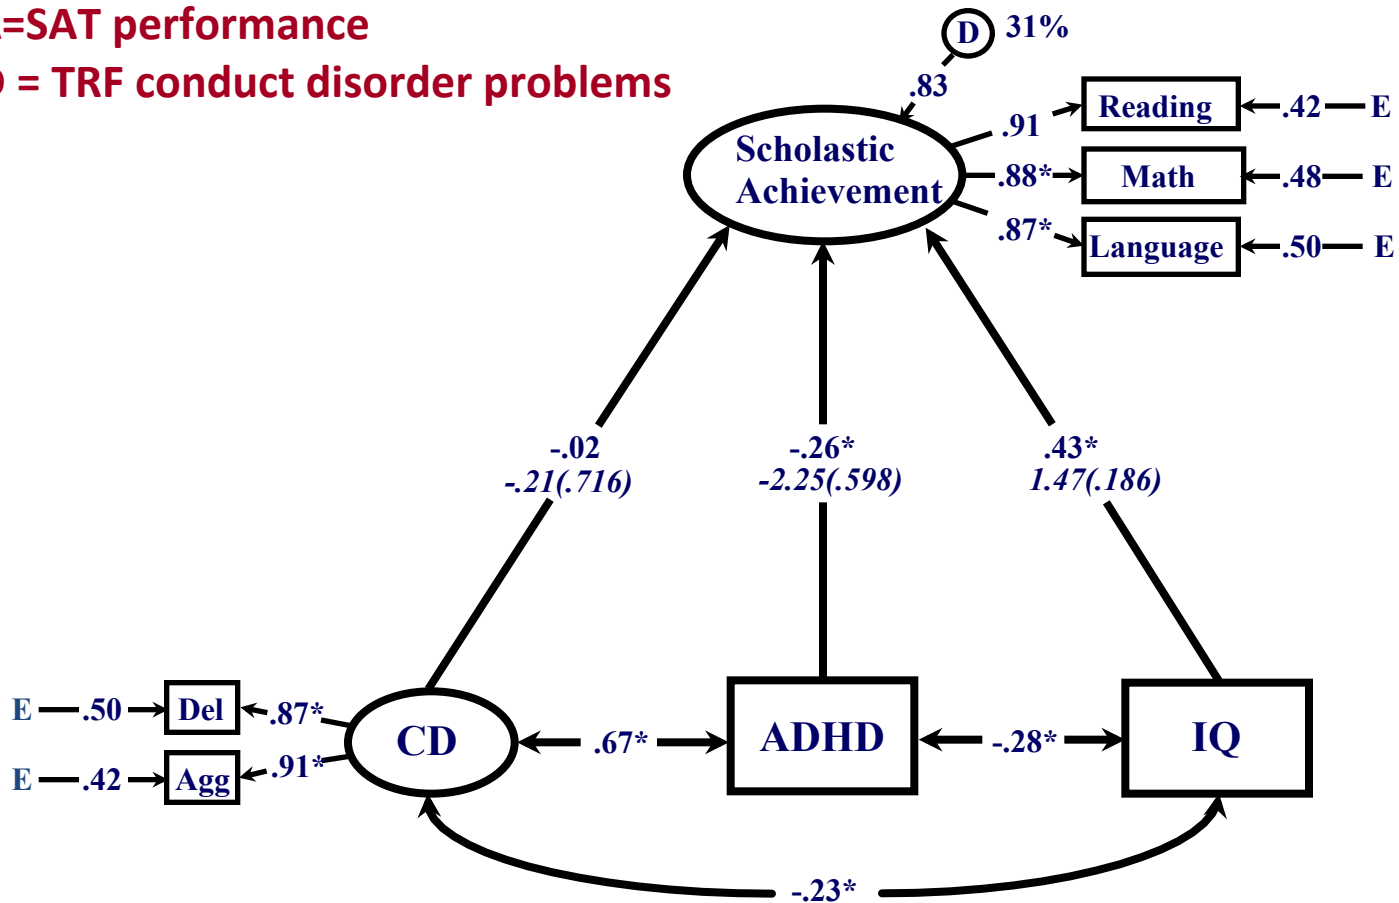 =SAT performance
= TRF conduct disorder problems
D 31%
.83
Reading .42 E
.91
Scholastic
Achievement
.88* Math .48 E
.87* Language .50 E
-.02
-.21(.716)
-.26*
-2.25(.598)
.43*
1.47(.186)
E .50 Del .87*
E .42 Agg .91*
CD .67* ADHD -.28* IQ
-.23*